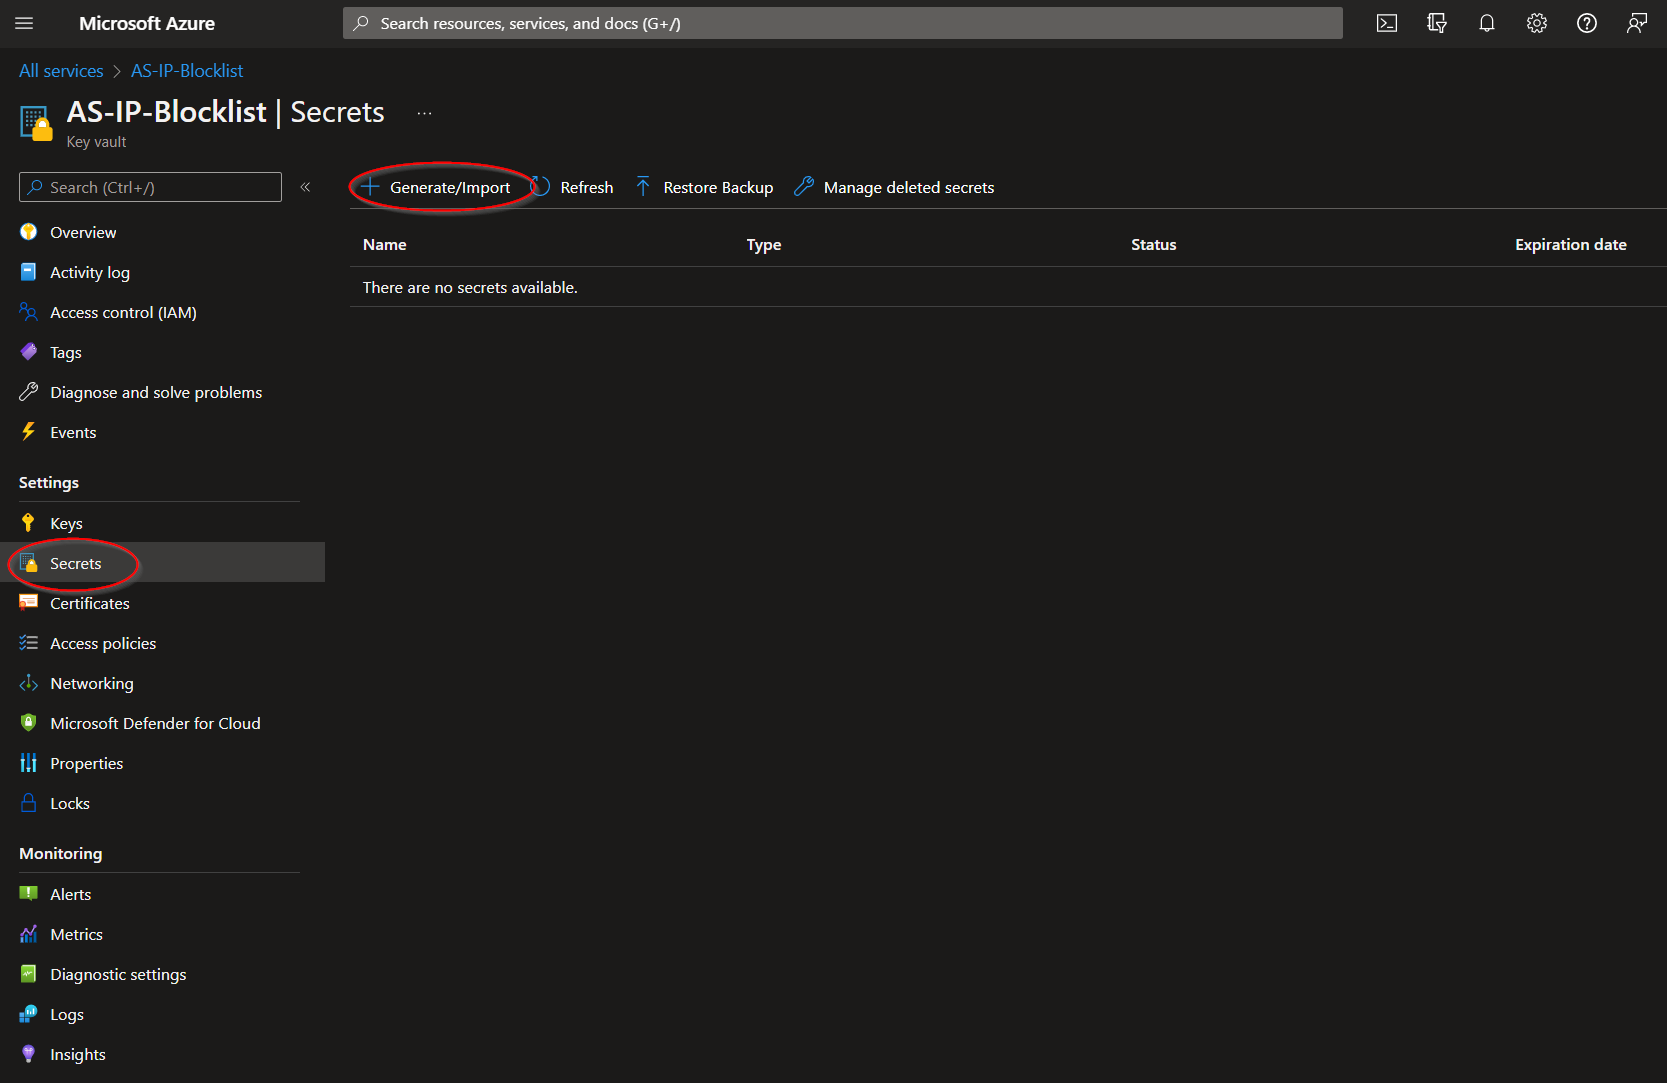 Microsoft Azure
Search resources, services, and docs (G+/)
All services > AS-IP-Blocklist
AS-IP-Blocklist | Secrets ...
Key vault
Search (Ctrl+/)
«
Generate/Import
Refresh
Restore Backup
Manage deleted secrets
Name Type Status Expiration date
There are no secrets available.
Overview
Activity log
Access control (IAM)
Tags
Diagnose and solve problems
Events
Settings
Keys
Secrets
Certificates
Access policies
Networking
Microsoft Defender for Cloud
Properties
Locks
Monitoring
Alerts
Metrics
Diagnostic settings
Logs
Insights